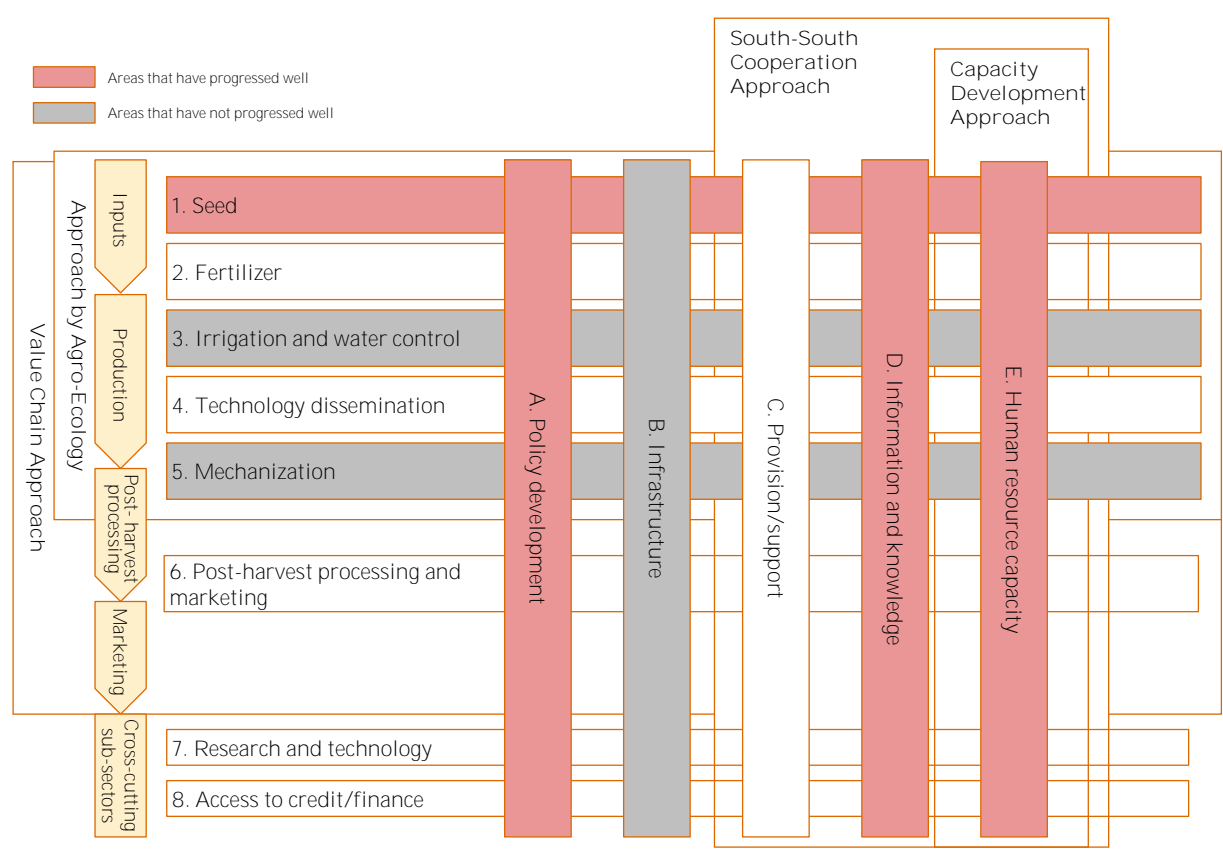 South-South
Cooperation
Approach
Capacity
Development
Approach
Areas that have progressed well
Areas that have not progressed well
Value Chain Approach
Approach by Agro-Ecology
Inputs
Production
Post- harvest
processing
Marketing
Cross-cutting
sub-sectors
1. Seed
2. Fertilizer
3. Irrigation and water control
4. Technology dissemination
5. Mechanization
6. Post-harvest processing and
marketing
7. Research and technology
8. Access to credit/finance
A. Policy development
B. Infrastructure
C. Provision/support
D. Information and knowledge
E. Human resource capacity